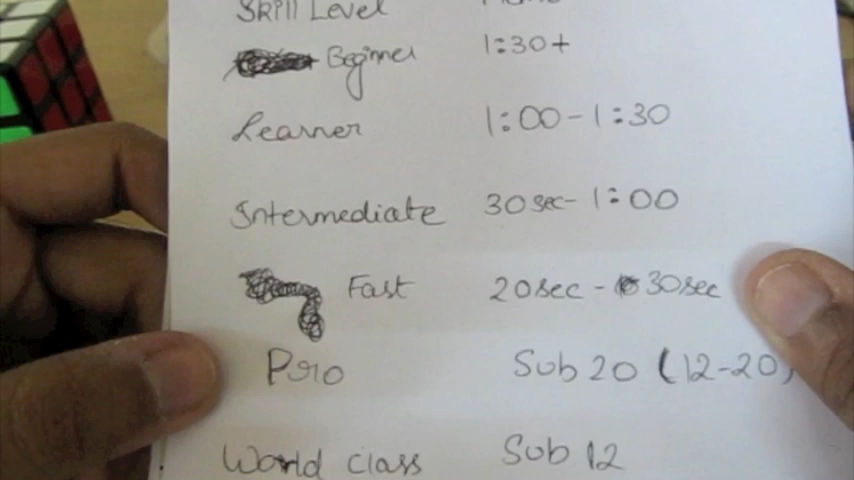 Skill Level
Beginner 1:30+
Learner 1:00-1:30
Intermediate 30sec- 1:00
Fast 20sec - 30sec
Pro Sub 20 (12-20)
World class Sub 12